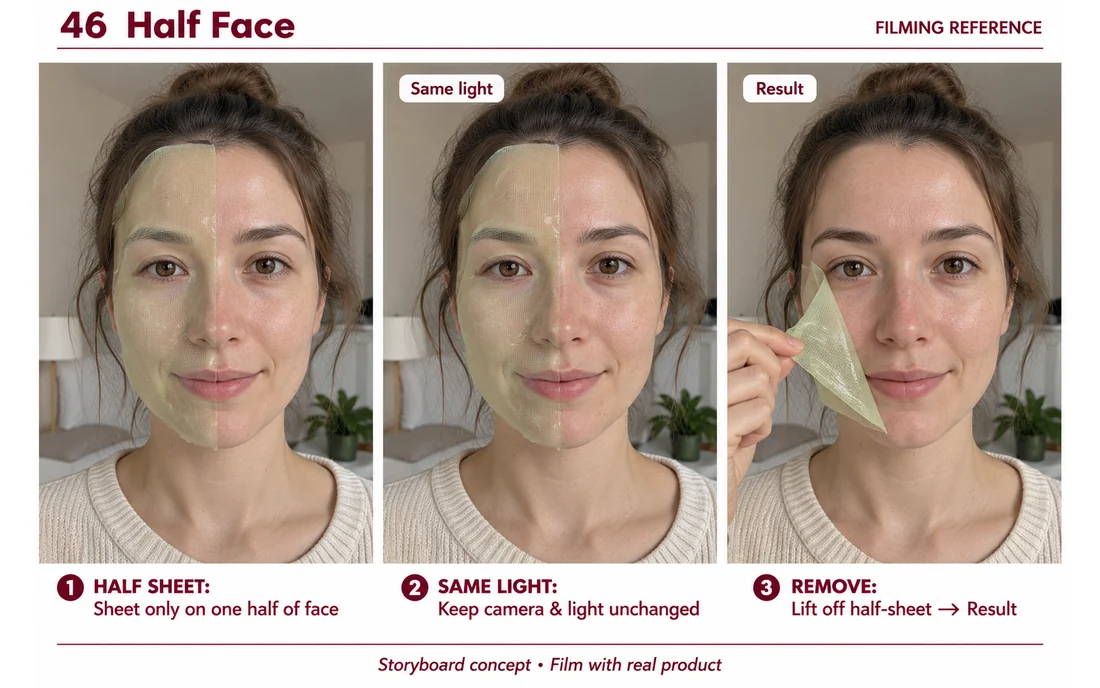 46 Half Face
FILMING REFERENCE
Same light
Result
1 HALF SHEET:
Sheet only on one half of face
2 SAME LIGHT:
Keep camera & light unchanged
3 REMOVE:
Lift off half-sheet → Result
Storyboard concept • Film with real product